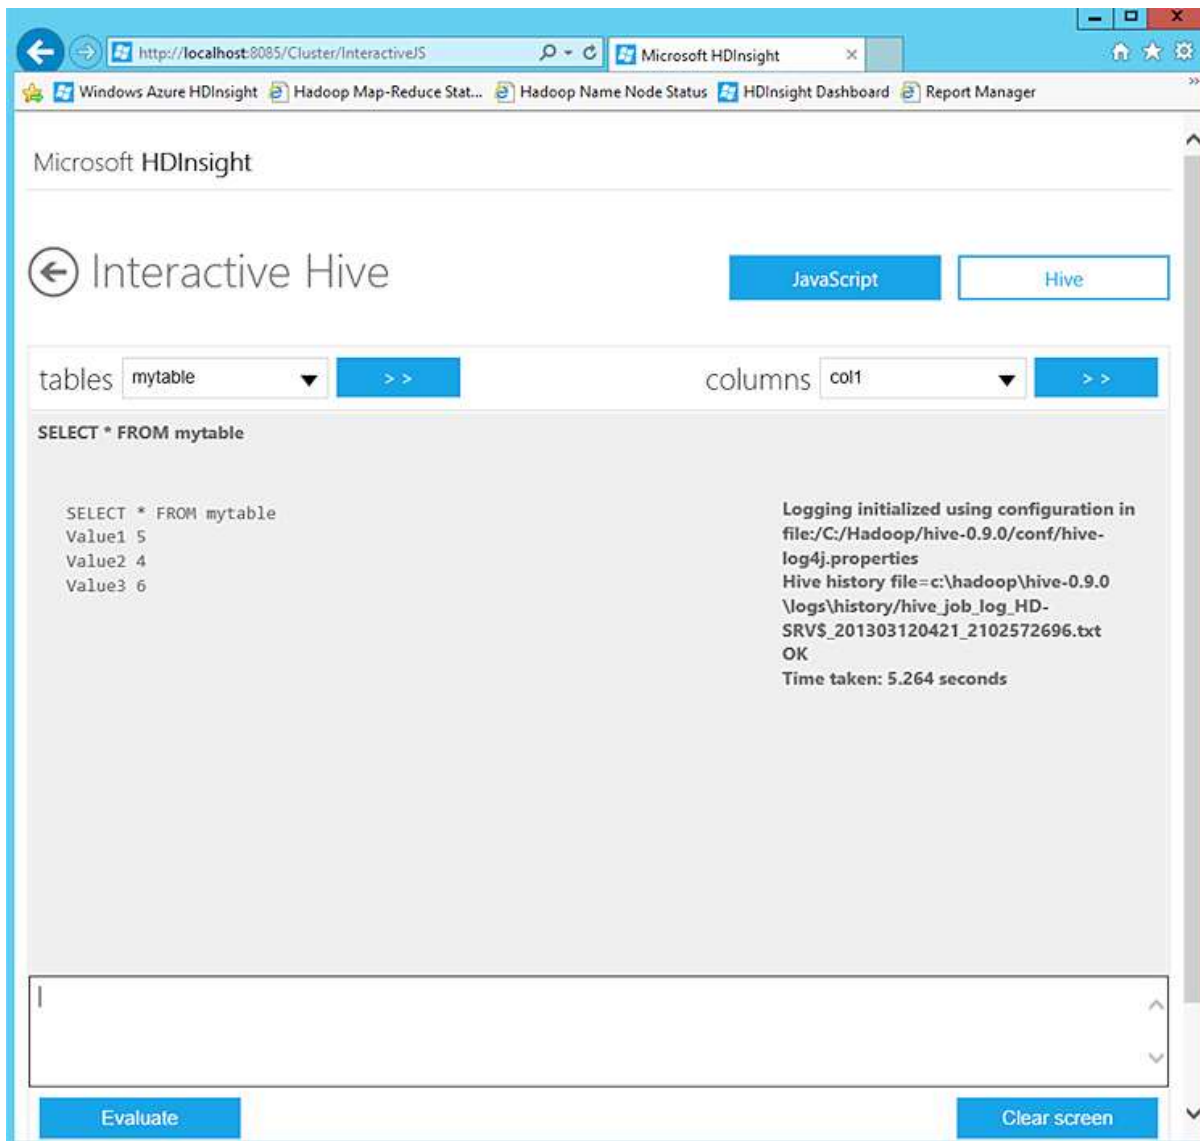 http://localhost:8085/Cluster/InteractiveJS
Microsoft HDInsight
Windows Azure HDInsight
Hadoop Map-Reduce Stat...
Hadoop Name Node Status
HDInsight Dashboard
Report Manager
Microsoft HDInsight
Interactive Hive
JavaScript
Hive
tables
mytable
> >
columns
col1
> >
SELECT * FROM mytable
SELECT * FROM mytable
Value1 5
Value2 4
Value3 6
Logging initialized using configuration in
file:/C:/Hadoop/hive-0.9.0/conf/hive-
log4j.properties
Hive history file=c:\hadoop\hive-0.9.0
\logs\history/hive_job_log_HD-
SRV$_201303120421_2102572696.txt
OK
Time taken: 5.264 seconds
Evaluate
Clear screen